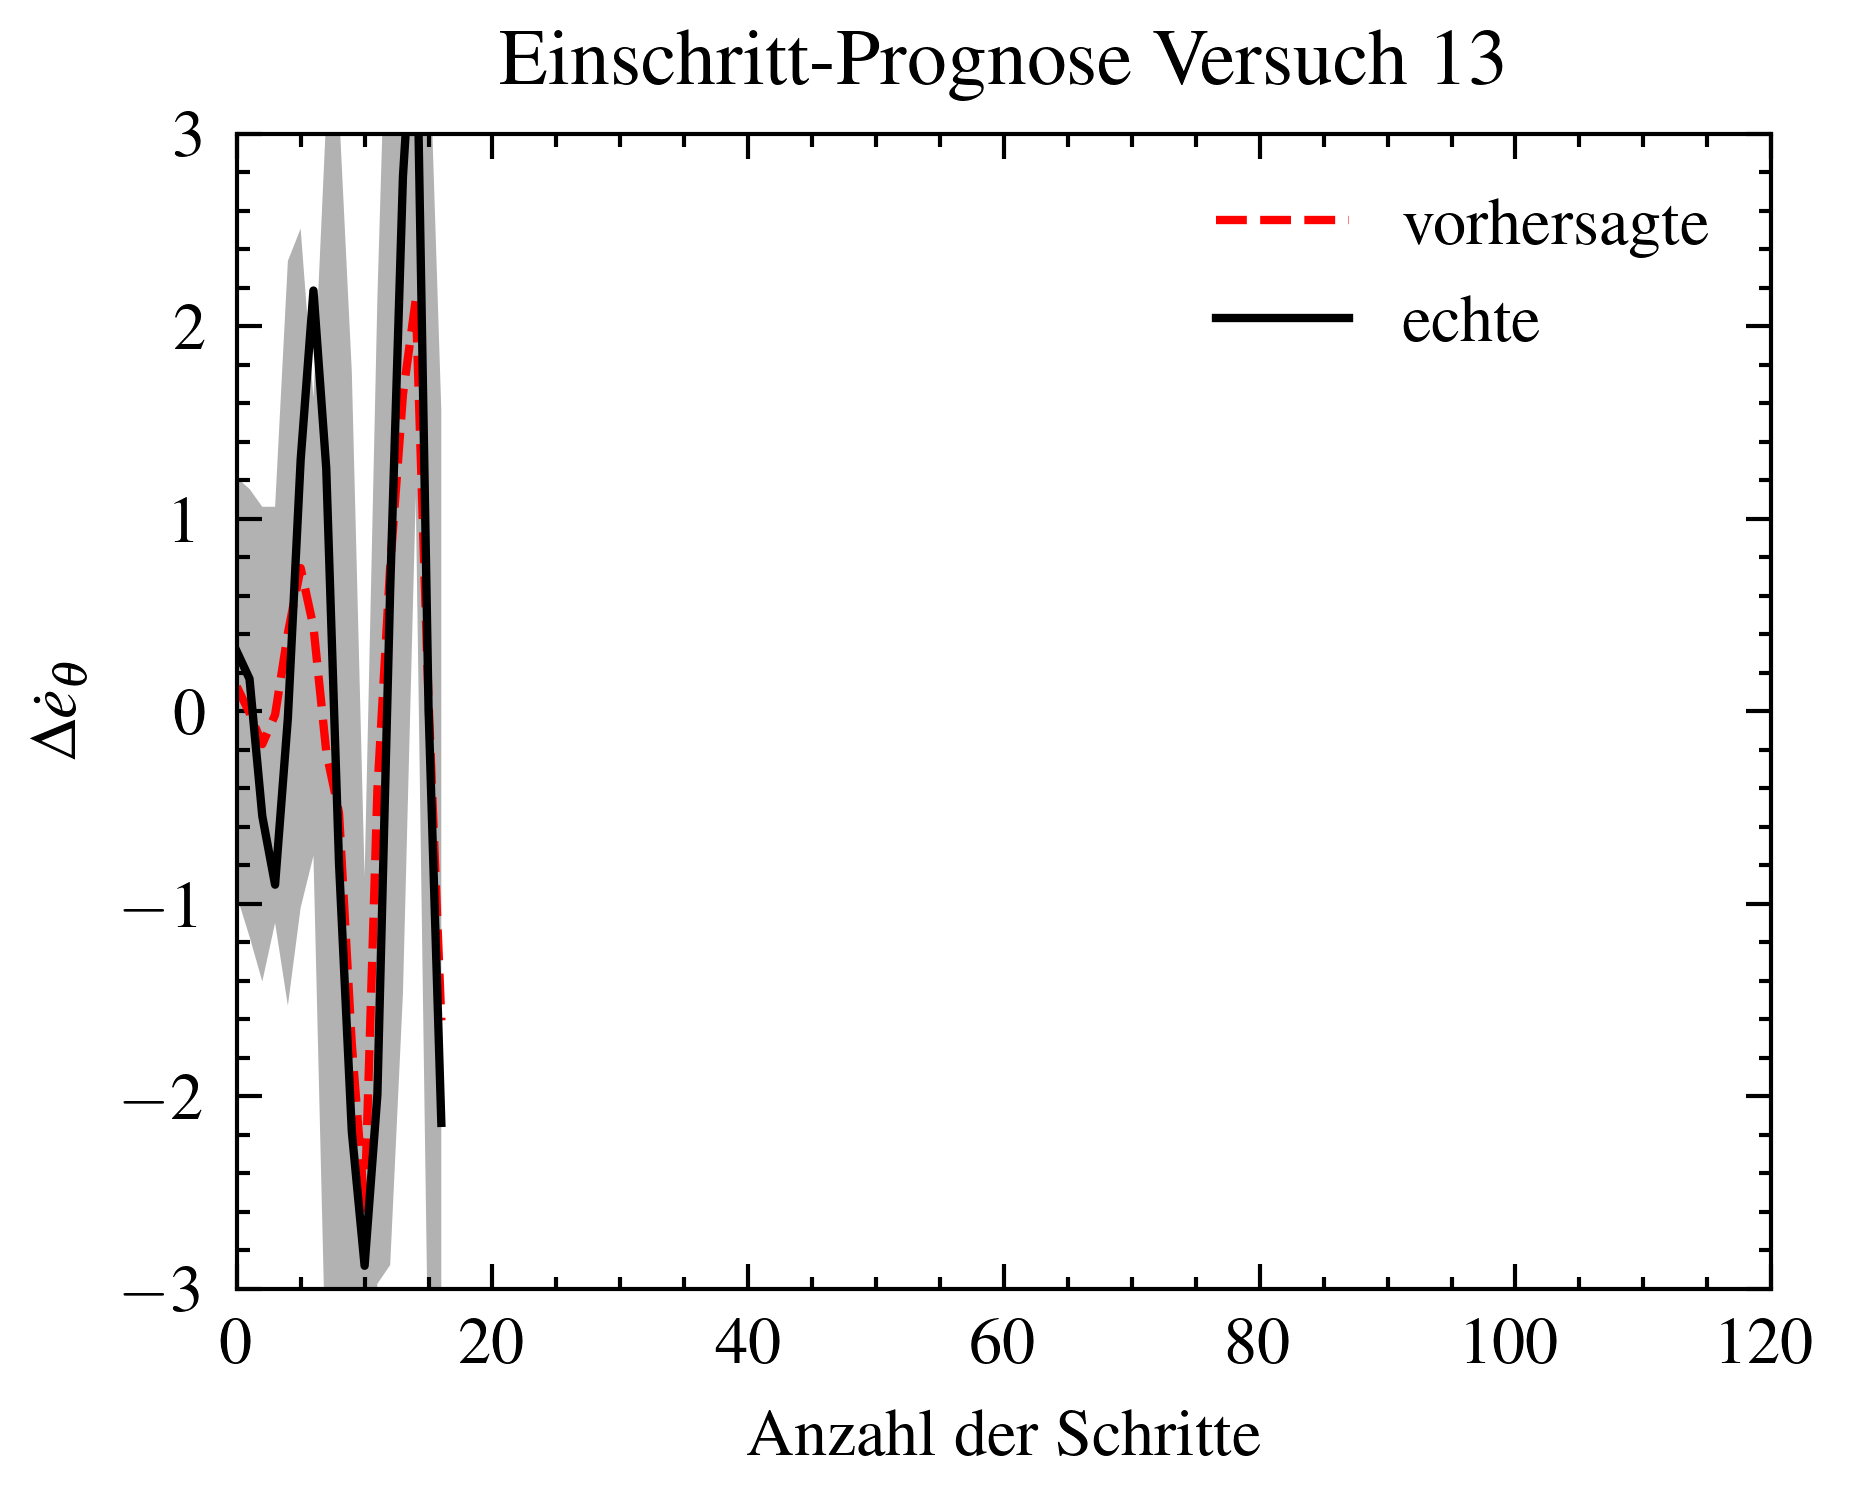 Einschritt-Prognose Versuch 13
3
2
1
0
−1
−2
−3
Δė_θ
vorhersagte
echte
0 20 40 60 80 100 120
Anzahl der Schritte